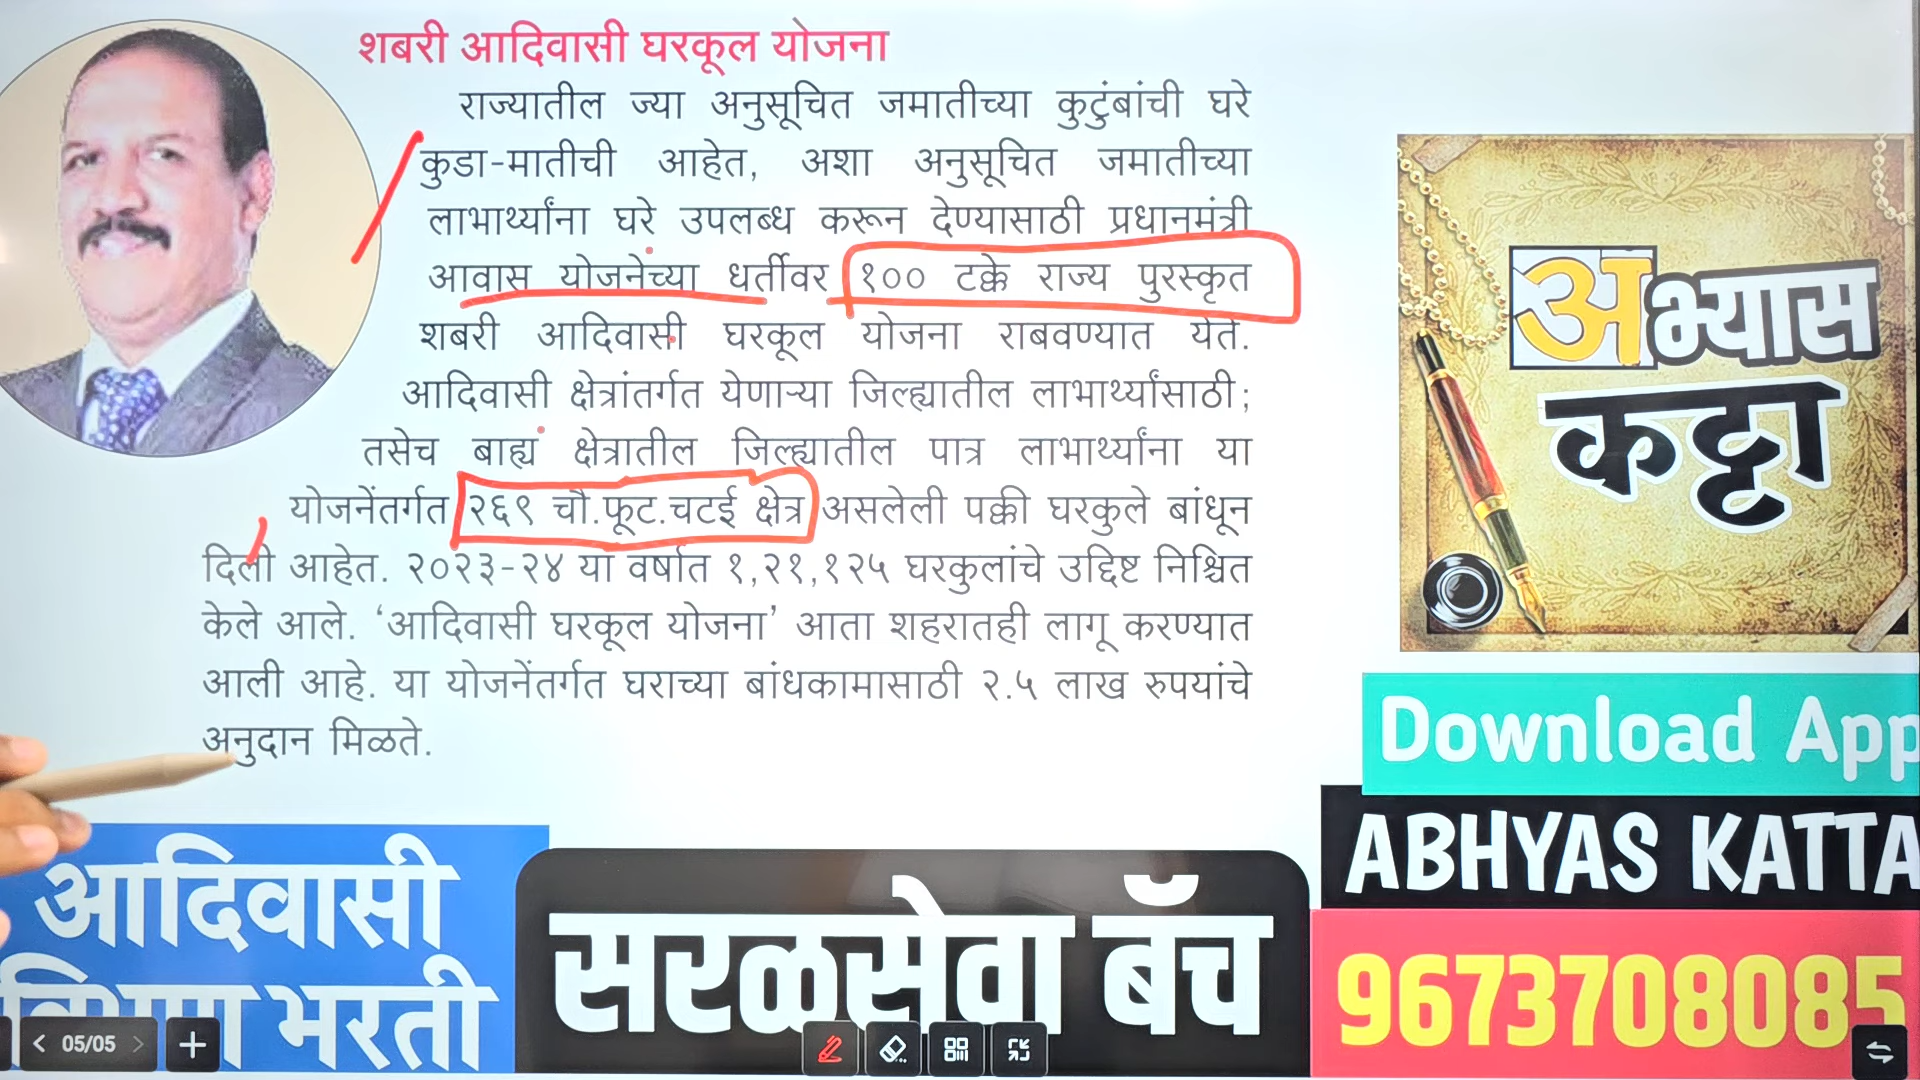 शबरी आदिवासी घरकूल योजना
राज्यातील ज्या अनुसूचित जमातीच्या कुटुंबांची घरे
कुडा-मातीची आहेत, अशा अनुसूचित जमातीच्या
लाभार्थ्यांना घरे उपलब्ध करून देण्यासाठी प्रधानमंत्री
आवास योजनेच्या धर्तीवर १०० टक्के राज्य पुरस्कृत
शबरी आदिवासी घरकूल योजना राबवण्यात येते.
आदिवासी क्षेत्रांतर्गत येणाऱ्या जिल्ह्यातील लाभार्थ्यांसाठी;
तसेच बाह्य क्षेत्रातील जिल्ह्यातील पात्र लाभार्थ्यांना या
योजनेंतर्गत २६९ चौ.फूट.चटई क्षेत्र असलेली पक्की घरकुले बांधून
दिली आहेत. २०२३-२४ या वर्षात १,२१,१२५ घरकुलांचे उद्दिष्ट निश्चित
केले आले. ‘आदिवासी घरकूल योजना’ आता शहरातही लागू करण्यात
आली आहे. या योजनेंतर्गत घराच्या बांधकामासाठी २.५ लाख रुपयांचे
अनुदान मिळते.
अभ्यास
कट्टा
Download App
ABHYAS KATTA
9673708085
आदिवासी
भरती
सरळसेवा बॅच
05/05